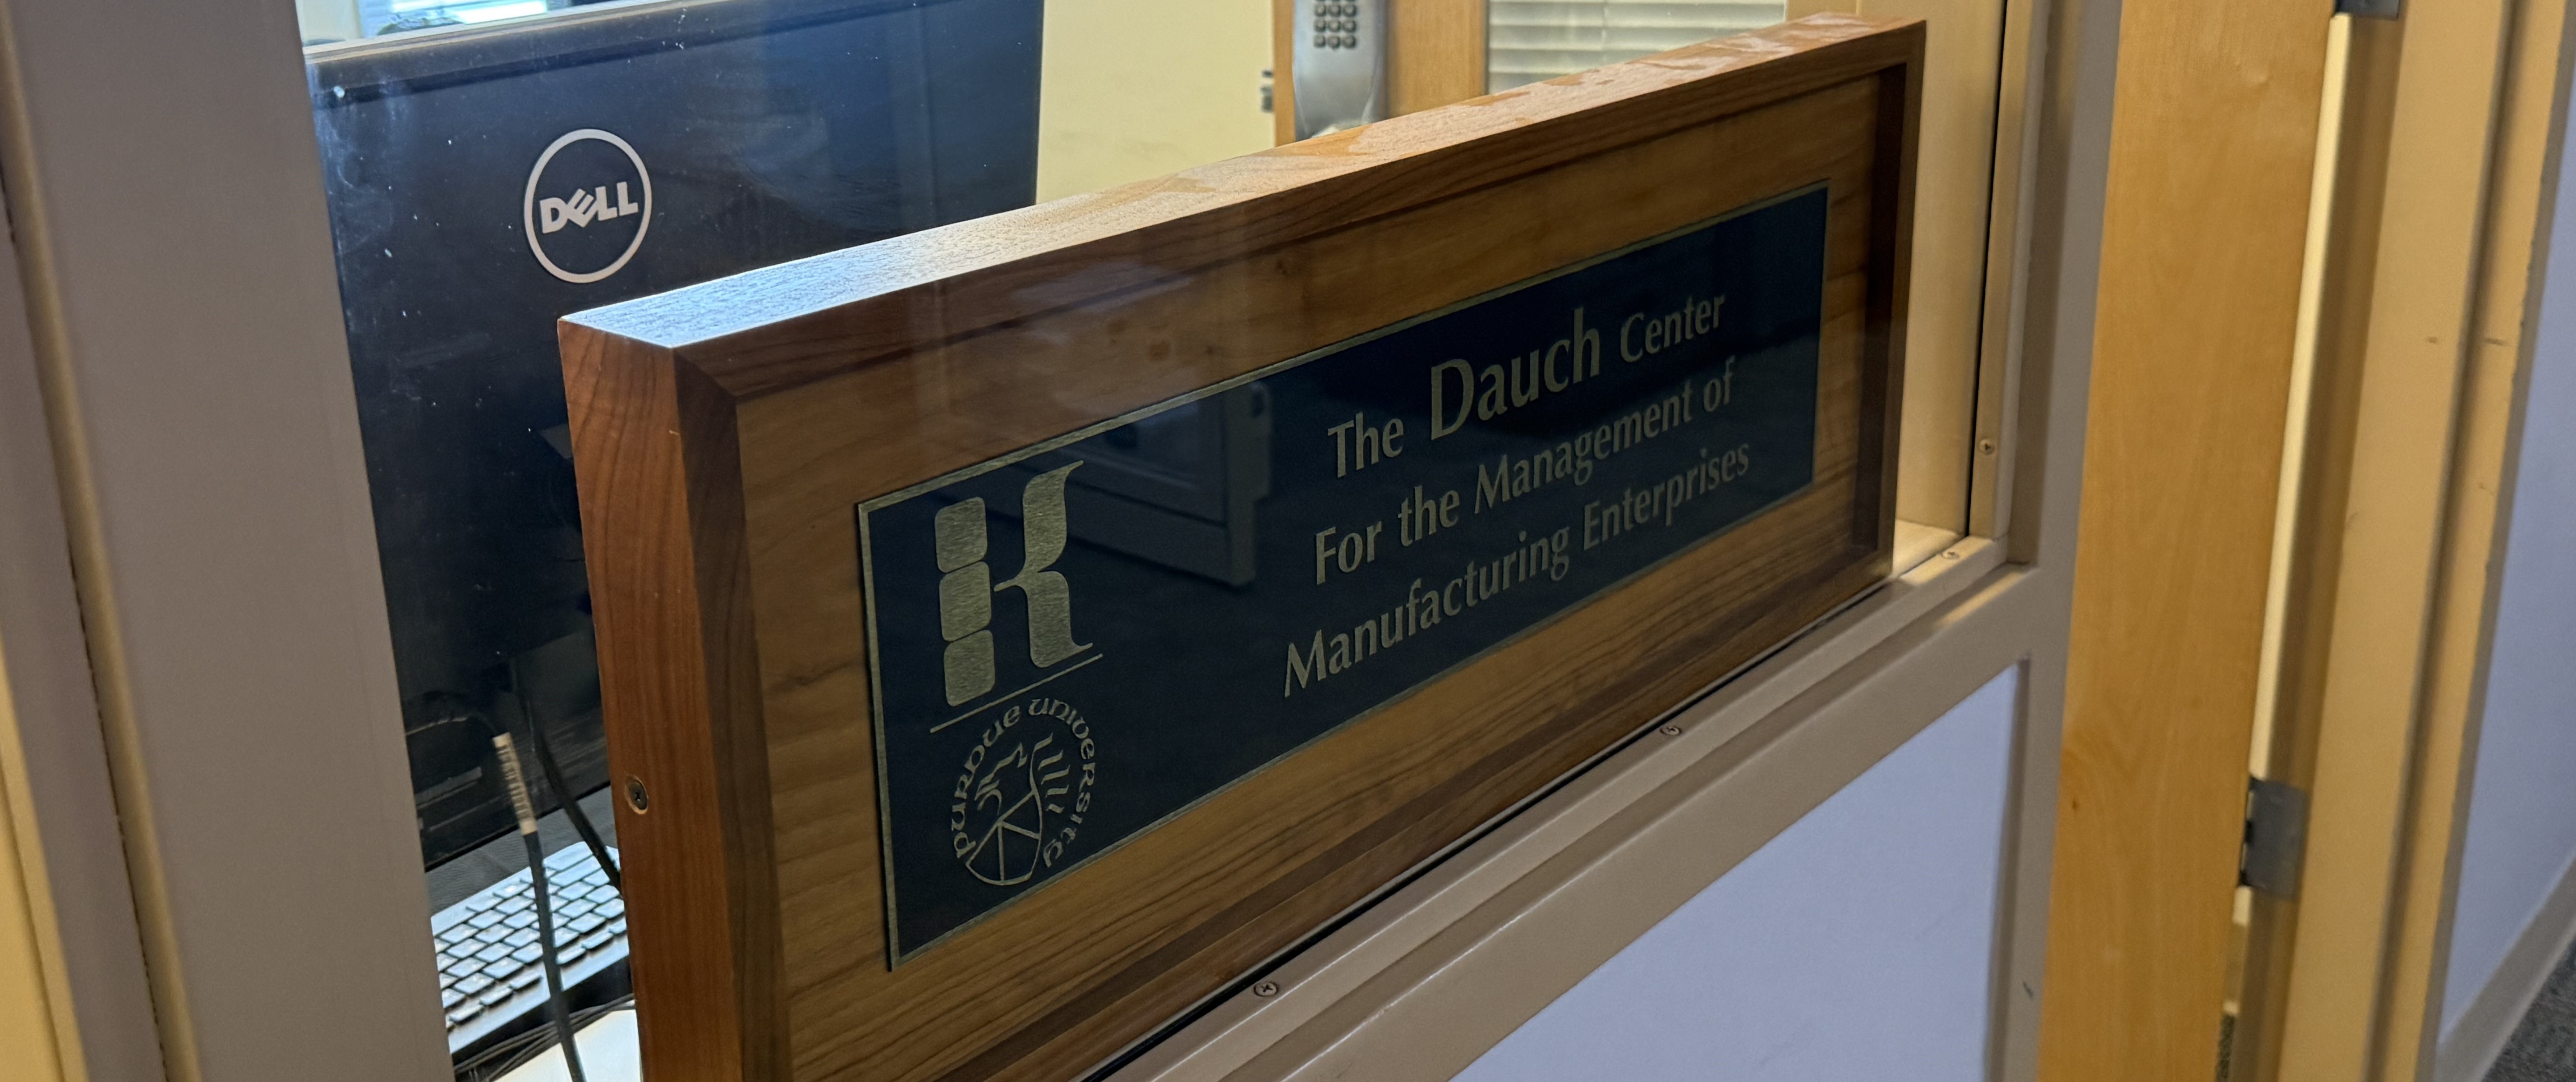 DELL
The Dauch Center
For the Management of
Manufacturing Enterprises
K
PURDUE UNIVERSITY